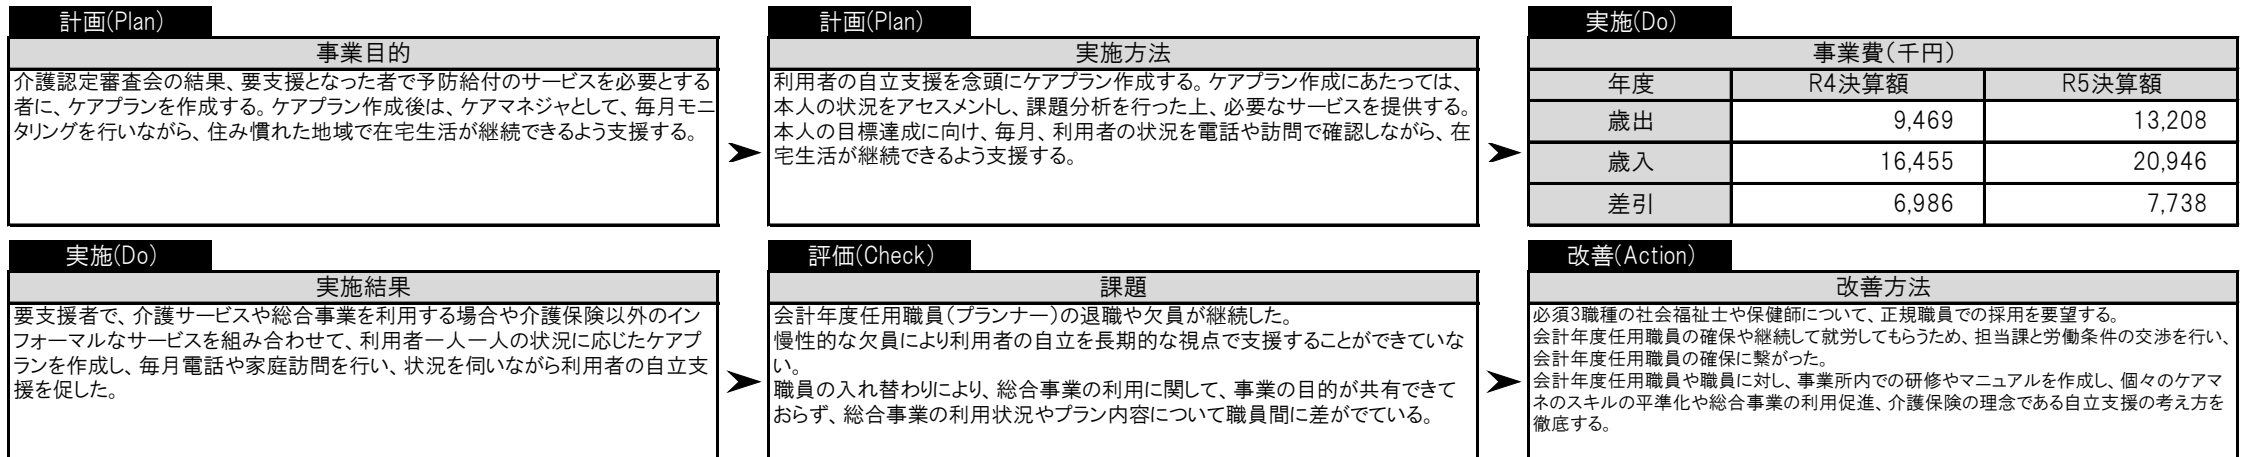 計画(Plan)
事業目的
介護認定審査会の結果、要支援となった者で予防給付のサービスを必要とする
者に、ケアプランを作成する。ケアプラン作成後は、ケアマネジャとして、毎月モニ
タリングを行いながら、住み慣れた地域で在宅生活が継続できるよう支援する。
計画(Plan)
実施方法
利用者の自立支援を念頭にケアプラン作成する。ケアプラン作成にあたっては、
本人の状況をアセスメントし、課題分析を行った上、必要なサービスを提供する。
本人の目標達成に向け、毎月、利用者の状況を電話や訪問で確認しながら、在
宅生活が継続できるよう支援する。
実施(Do)
事業費(千円)
年度 R4決算額 R5決算額
歳出 9,469 13,208
歳入 16,455 20,946
差引 6,986 7,738
実施(Do)
実施結果
要支援者で、介護サービスや総合事業を利用する場合や介護保険以外のイン
フォーマルなサービスを組み合わせて、利用者一人一人の状況に応じたケアプ
ランを作成し、毎月電話や家庭訪問を行い、状況を伺いながら利用者の自立支
援を促した。
評価(Check)
課題
会計年度任用職員(プランナー)の退職や欠員が継続した。
慢性的な欠員により利用者の自立を長期的な視点で支援することができていな
い。
職員の入れ替わりにより、総合事業の利用に関して、事業の目的が共有できて
おらず、総合事業の利用状況やプラン内容について職員間に差がでている。
改善(Action)
改善方法
必須3職種の社会福祉士や保健師について、正規職員での採用を要望する。
会計年度任用職員の確保や継続して就労してもらうため、担当課と労働条件の交渉を行い、
会計年度任用職員の確保に繋がった。
会計年度任用職員や職員に対し、事業所内での研修やマニュアルを作成し、個々のケアマ
ネのスキルの平準化や総合事業の利用促進、介護保険の理念である自立支援の考え方を
徹底する。